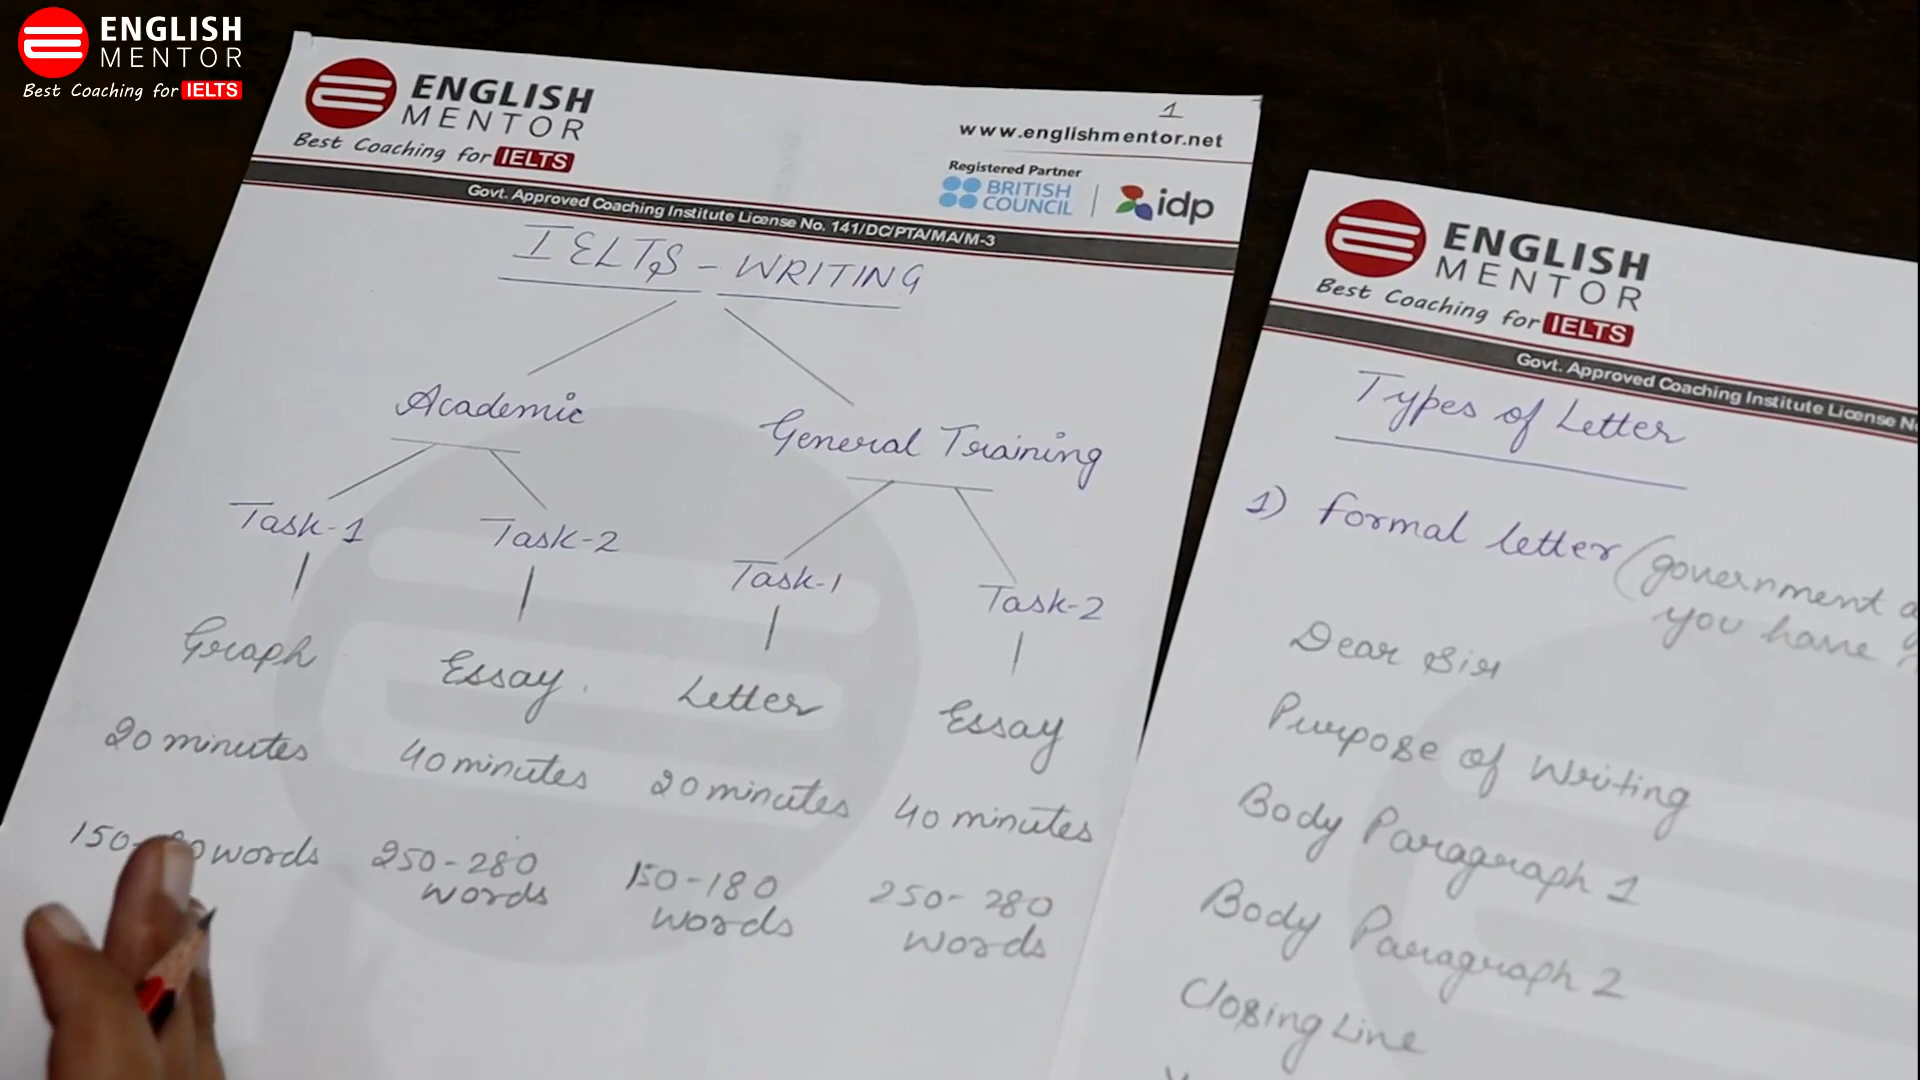 ENGLISH
MENTOR
Best Coaching for IELTS
ENGLISH
MENTOR
Best Coaching for IELTS
1
www.englishmentor.net
Registered Partner
BRITISH
COUNCIL
idp
Govt. Approved Coaching Institute License No. 141/DC/PTA/MA/M-3
IELTS - WRITING
Academic
General Training
Task-1
Task-2
Task-1
Task-2
Graph
Essay.
Letter
Essay
20 minutes
40 minutes
20 minutes
40 minutes
words
250-280
words
150-180
words
250-280
words
ENGLISH
MENTOR
Best Coaching for IELTS
Govt. Approved Coaching Institute License
Types of Letter
1) formal letter (government
you have
Dear Sir
Purpose of Writing
Body Paragraph 1
Body Paragraph 2
Closing Line